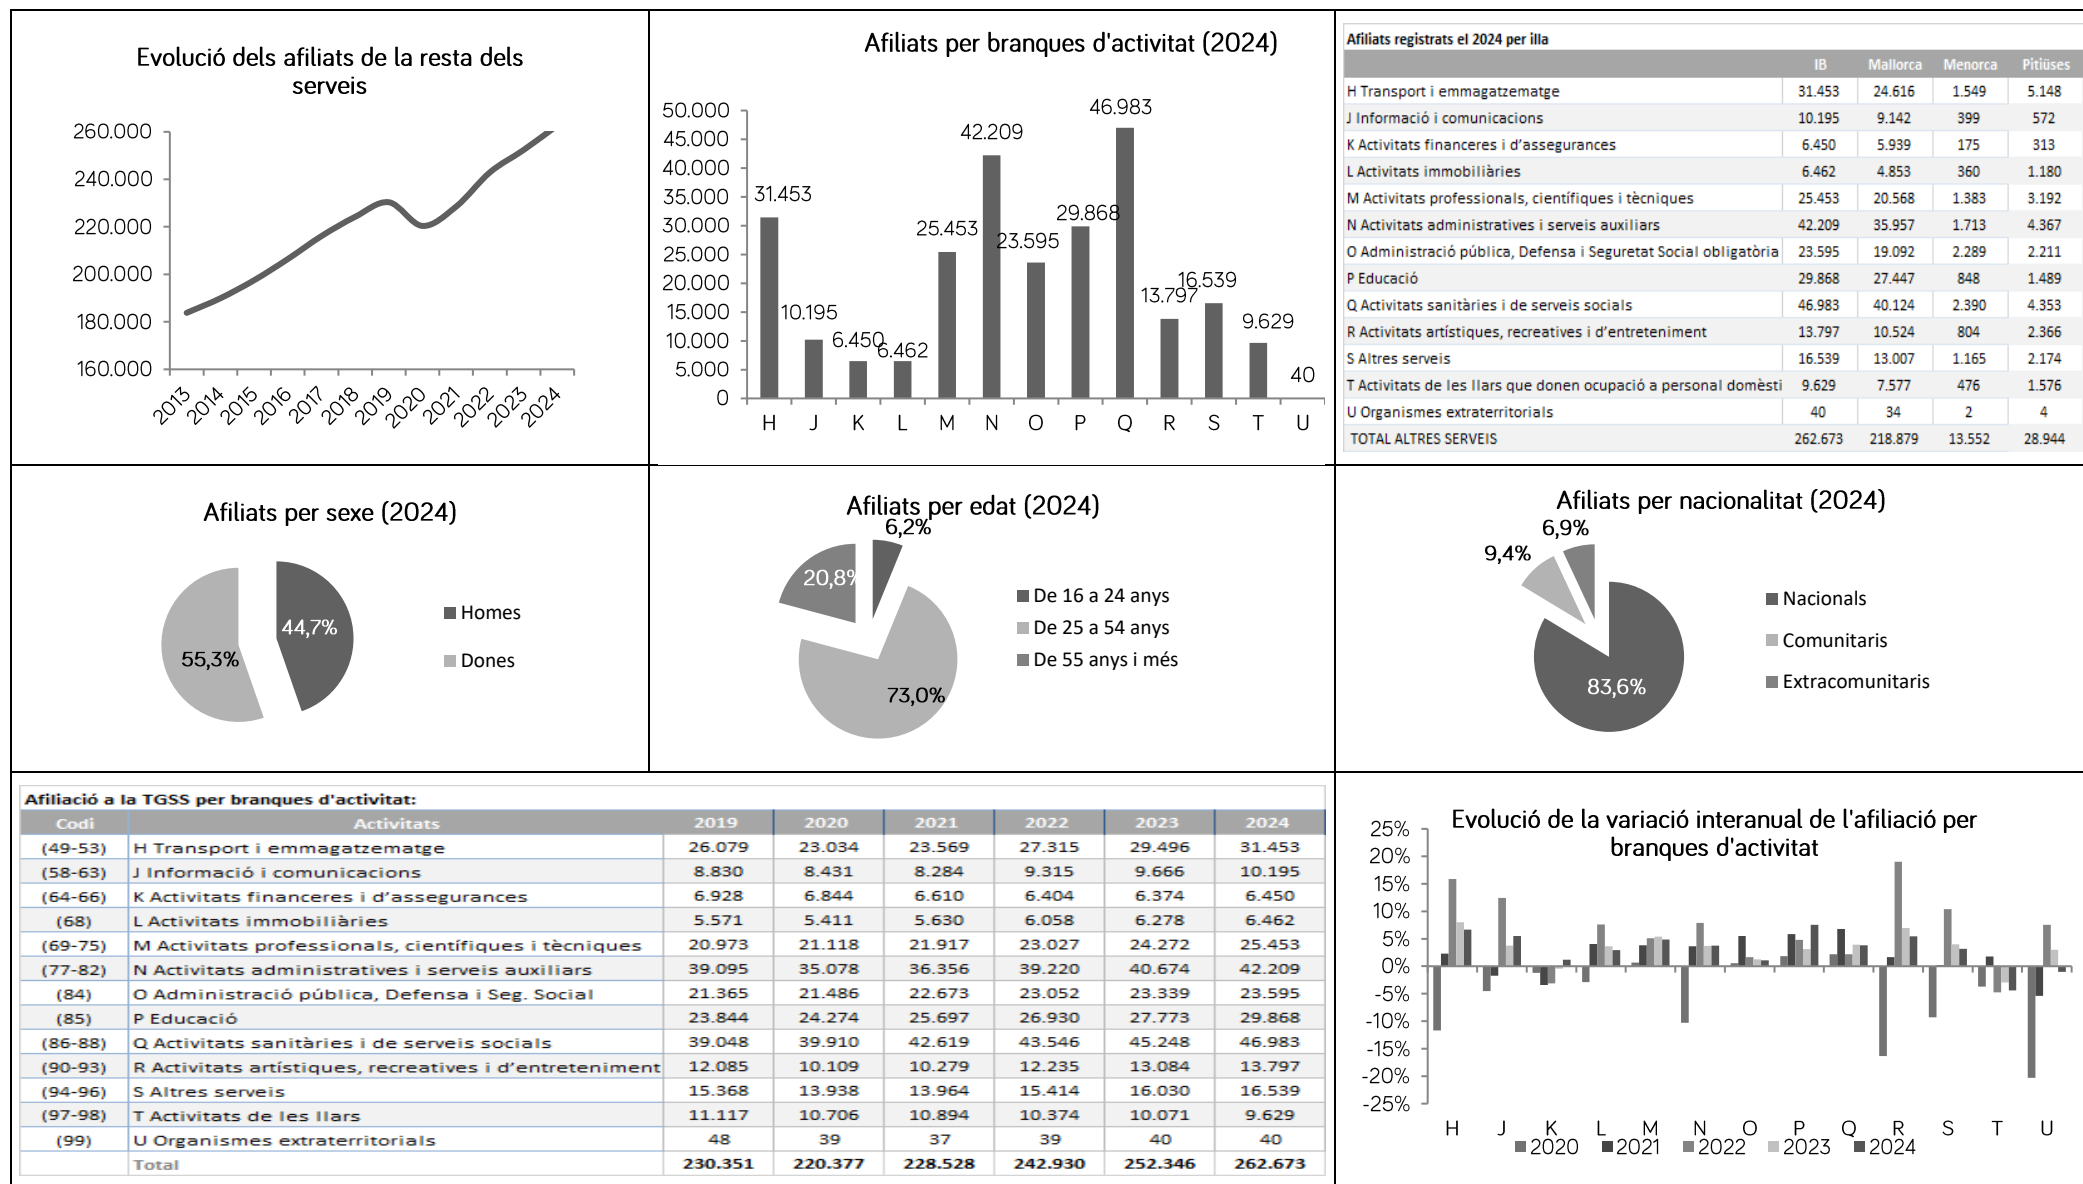 Evolució dels afiliats de la resta dels
serveis
260.000
240.000
220.000
200.000
180.000
160.000
2013 2014 2015 2016 2017 2018 2019 2020 2021 2022 2023 2024
Afiliats per branques d'activitat (2024)
50.000
45.000
40.000
35.000
30.000
25.000
20.000
15.000
10.000
5.000
0
31.453 10.195 6.450 6.462 25.453 42.209 23.595 29.868 46.983 13.797 16.539 9.629 40
H J K L M N O P Q R S T U
Afiliats registrats el 2024 per illa
IB Mallorca Menorca Pitiüses
H Transport i emmagatzematge 31.453 24.616 1.549 5.148
J Informació i comunicacions 10.195 9.142 399 572
K Activitats financeres i d'assegurances 6.450 5.939 175 313
L Activitats immobiliàries 6.462 4.853 360 1.180
M Activitats professionals, científiques i tècniques 25.453 20.568 1.383 3.192
N Activitats administratives i serveis auxiliars 42.209 35.957 1.713 4.367
O Administració pública, Defensa i Seguretat Social obligatòria 23.595 19.092 2.289 2.211
P Educació 29.868 27.447 848 1.489
Q Activitats sanitàries i de serveis socials 46.983 40.124 2.390 4.353
R Activitats artístiques, recreatives i d'entreteniment 13.797 10.524 804 2.366
S Altres serveis 16.539 13.007 1.165 2.174
T Activitats de les llars que donen ocupació a personal domèsti 9.629 7.577 476 1.576
U Organismes extraterritorials 40 34 2 4
TOTAL ALTRES SERVEIS 262.673 218.879 13.552 28.944
Afiliats per sexe (2024)
44,7%
55,3%
Homes
Dones
Afiliats per edat (2024)
6,2%
20,8%
73,0%
De 16 a 24 anys
De 25 a 54 anys
De 55 anys i més
Afiliats per nacionalitat (2024)
6,9%
9,4%
83,6%
Nacionals
Comunitaris
Extracomunitaris
Afiliació a la TGSS per branques d'activitat:
Codi Activitats 2019 2020 2021 2022 2023 2024
(49-53) H Transport i emmagatzematge 26.079 23.034 23.569 27.315 29.496 31.453
(58-63) J Informació i comunicacions 8.830 8.431 8.284 9.315 9.666 10.195
(64-66) K Activitats financeres i d'assegurances 6.928 6.844 6.610 6.404 6.374 6.450
(68) L Activitats immobiliàries 5.571 5.411 5.630 6.058 6.278 6.462
(69-75) M Activitats professionals, científiques i tècniques 20.973 21.118 21.917 23.027 24.272 25.453
(77-82) N Activitats administratives i serveis auxiliars 39.095 35.078 36.356 39.220 40.674 42.209
(84) O Administració pública, Defensa i Seg. Social 21.365 21.486 22.673 23.052 23.339 23.595
(85) P Educació 23.844 24.274 25.697 26.930 27.773 29.868
(86-88) Q Activitats sanitàries i de serveis socials 39.048 39.910 42.619 43.546 45.248 46.983
(90-93) R Activitats artístiques, recreatives i d'entreteniment 12.085 10.109 10.279 12.235 13.084 13.797
(94-96) S Altres serveis 15.368 13.938 13.964 15.414 16.030 16.539
(97-98) T Activitats de les llars 11.117 10.706 10.894 10.374 10.071 9.629
(99) U Organismes extraterritorials 48 39 37 39 40 40
Total 230.351 220.377 228.528 242.930 252.346 262.673
Evolució de la variació interanual de l'afiliació per
branques d'activitat
25%
20%
15%
10%
5%
0%
-5%
-10%
-15%
-20%
-25%
H J K L M N O P Q R S T U
2020 2021 2022 2023 2024